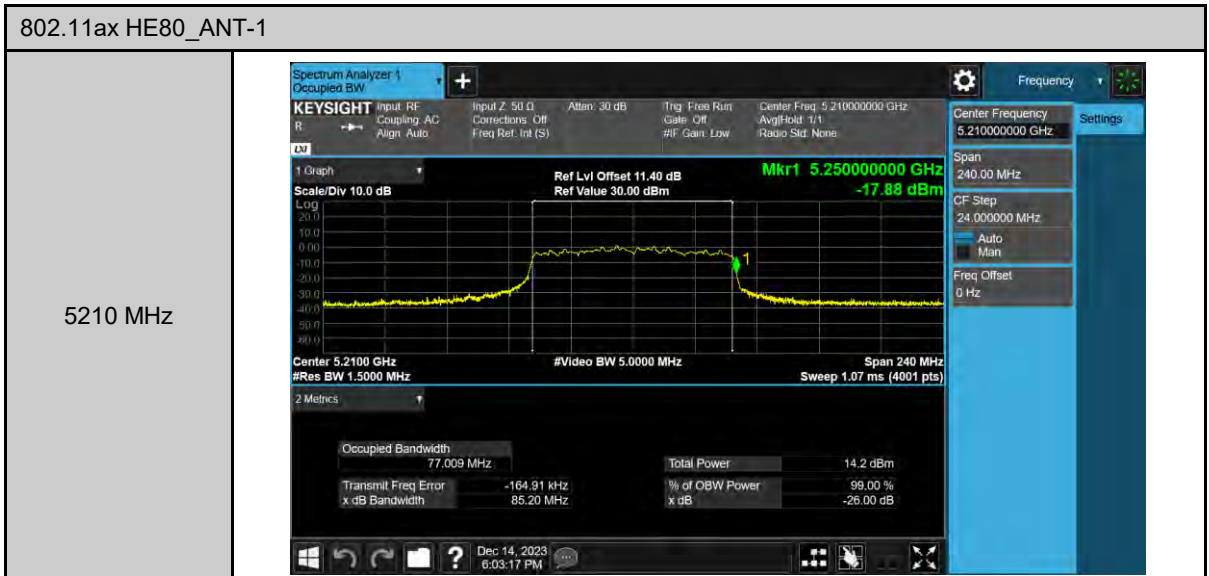 802.11ax HE80_ANT-1
5210 MHz
Spectrum Analyzer 1
Occupied BW
+
Frequency
KEYSIGHT
R
LXI
Input: RF
Coupling: AC
Align: Auto
Input Z: 50 Ω
Corrections: Off
Freq Ref: Int (S)
Atten: 30 dB
Trig: Free Run
Gate: Off
#IF Gain: Low
Center Freq: 5.210000000 GHz
Avg|Hold: 1/1
Radio Std: None
Center Frequency
5.210000000 GHz
Settings
Span
240.00 MHz
CF Step
24.000000 MHz
Auto
Man
Freq Offset
0 Hz
1 Graph
Scale/Div 10.0 dB
Ref Lvl Offset 11.40 dB
Ref Value 30.00 dBm
Mkr1 5.250000000 GHz
-17.88 dBm
Log
20.0
10.0
0.00
-10.0
-20.0
-30.0
-40.0
-50.0
-60.0
1
Center 5.2100 GHz
#Video BW 5.0000 MHz
Span 240 MHz
#Res BW 1.5000 MHz
Sweep 1.07 ms (4001 pts)
2 Metrics
Occupied Bandwidth
77.009 MHz
Total Power 14.2 dBm
Transmit Freq Error -164.91 kHz
% of OBW Power 99.00 %
x dB Bandwidth 85.20 MHz
x dB -26.00 dB
?
Dec 14, 2023
6:03:17 PM